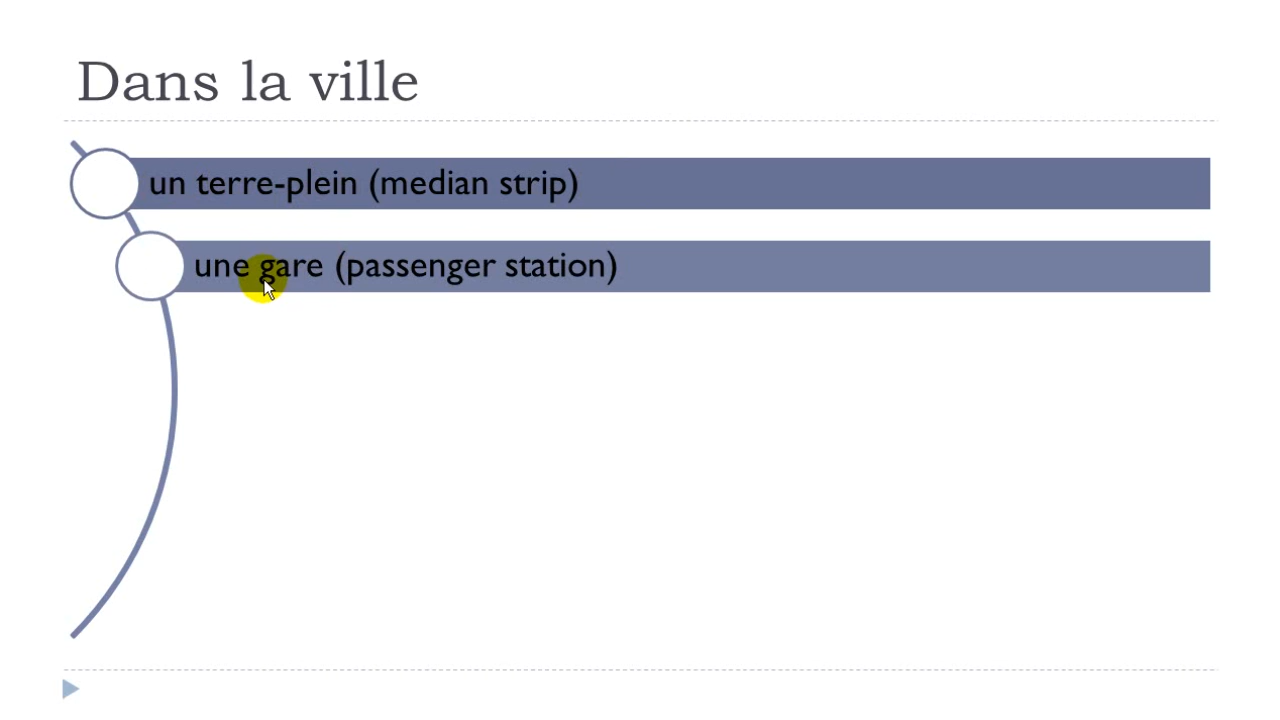 Dans la ville
un terre-plein (median strip)
une gare (passenger station)